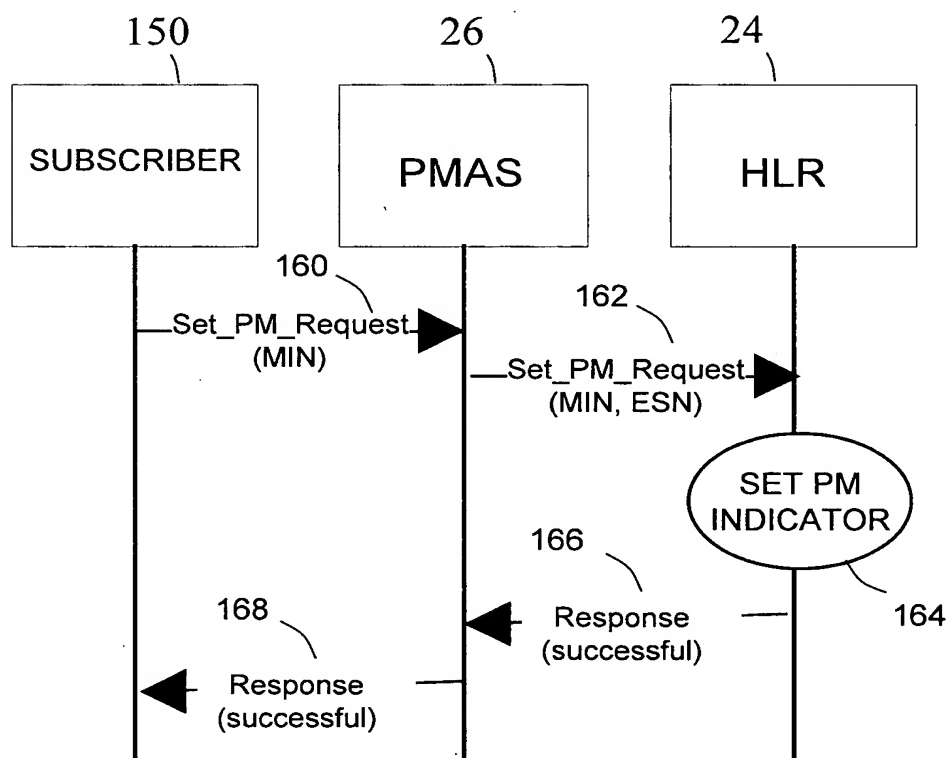 150
26
24
SUBSCRIBER
PMAS
HLR
160
Set_PM_Request
(MIN)
162
Set_PM_Request
(MIN, ESN)
SET PM
INDICATOR
164
166
Response
(successful)
168
Response
(successful)